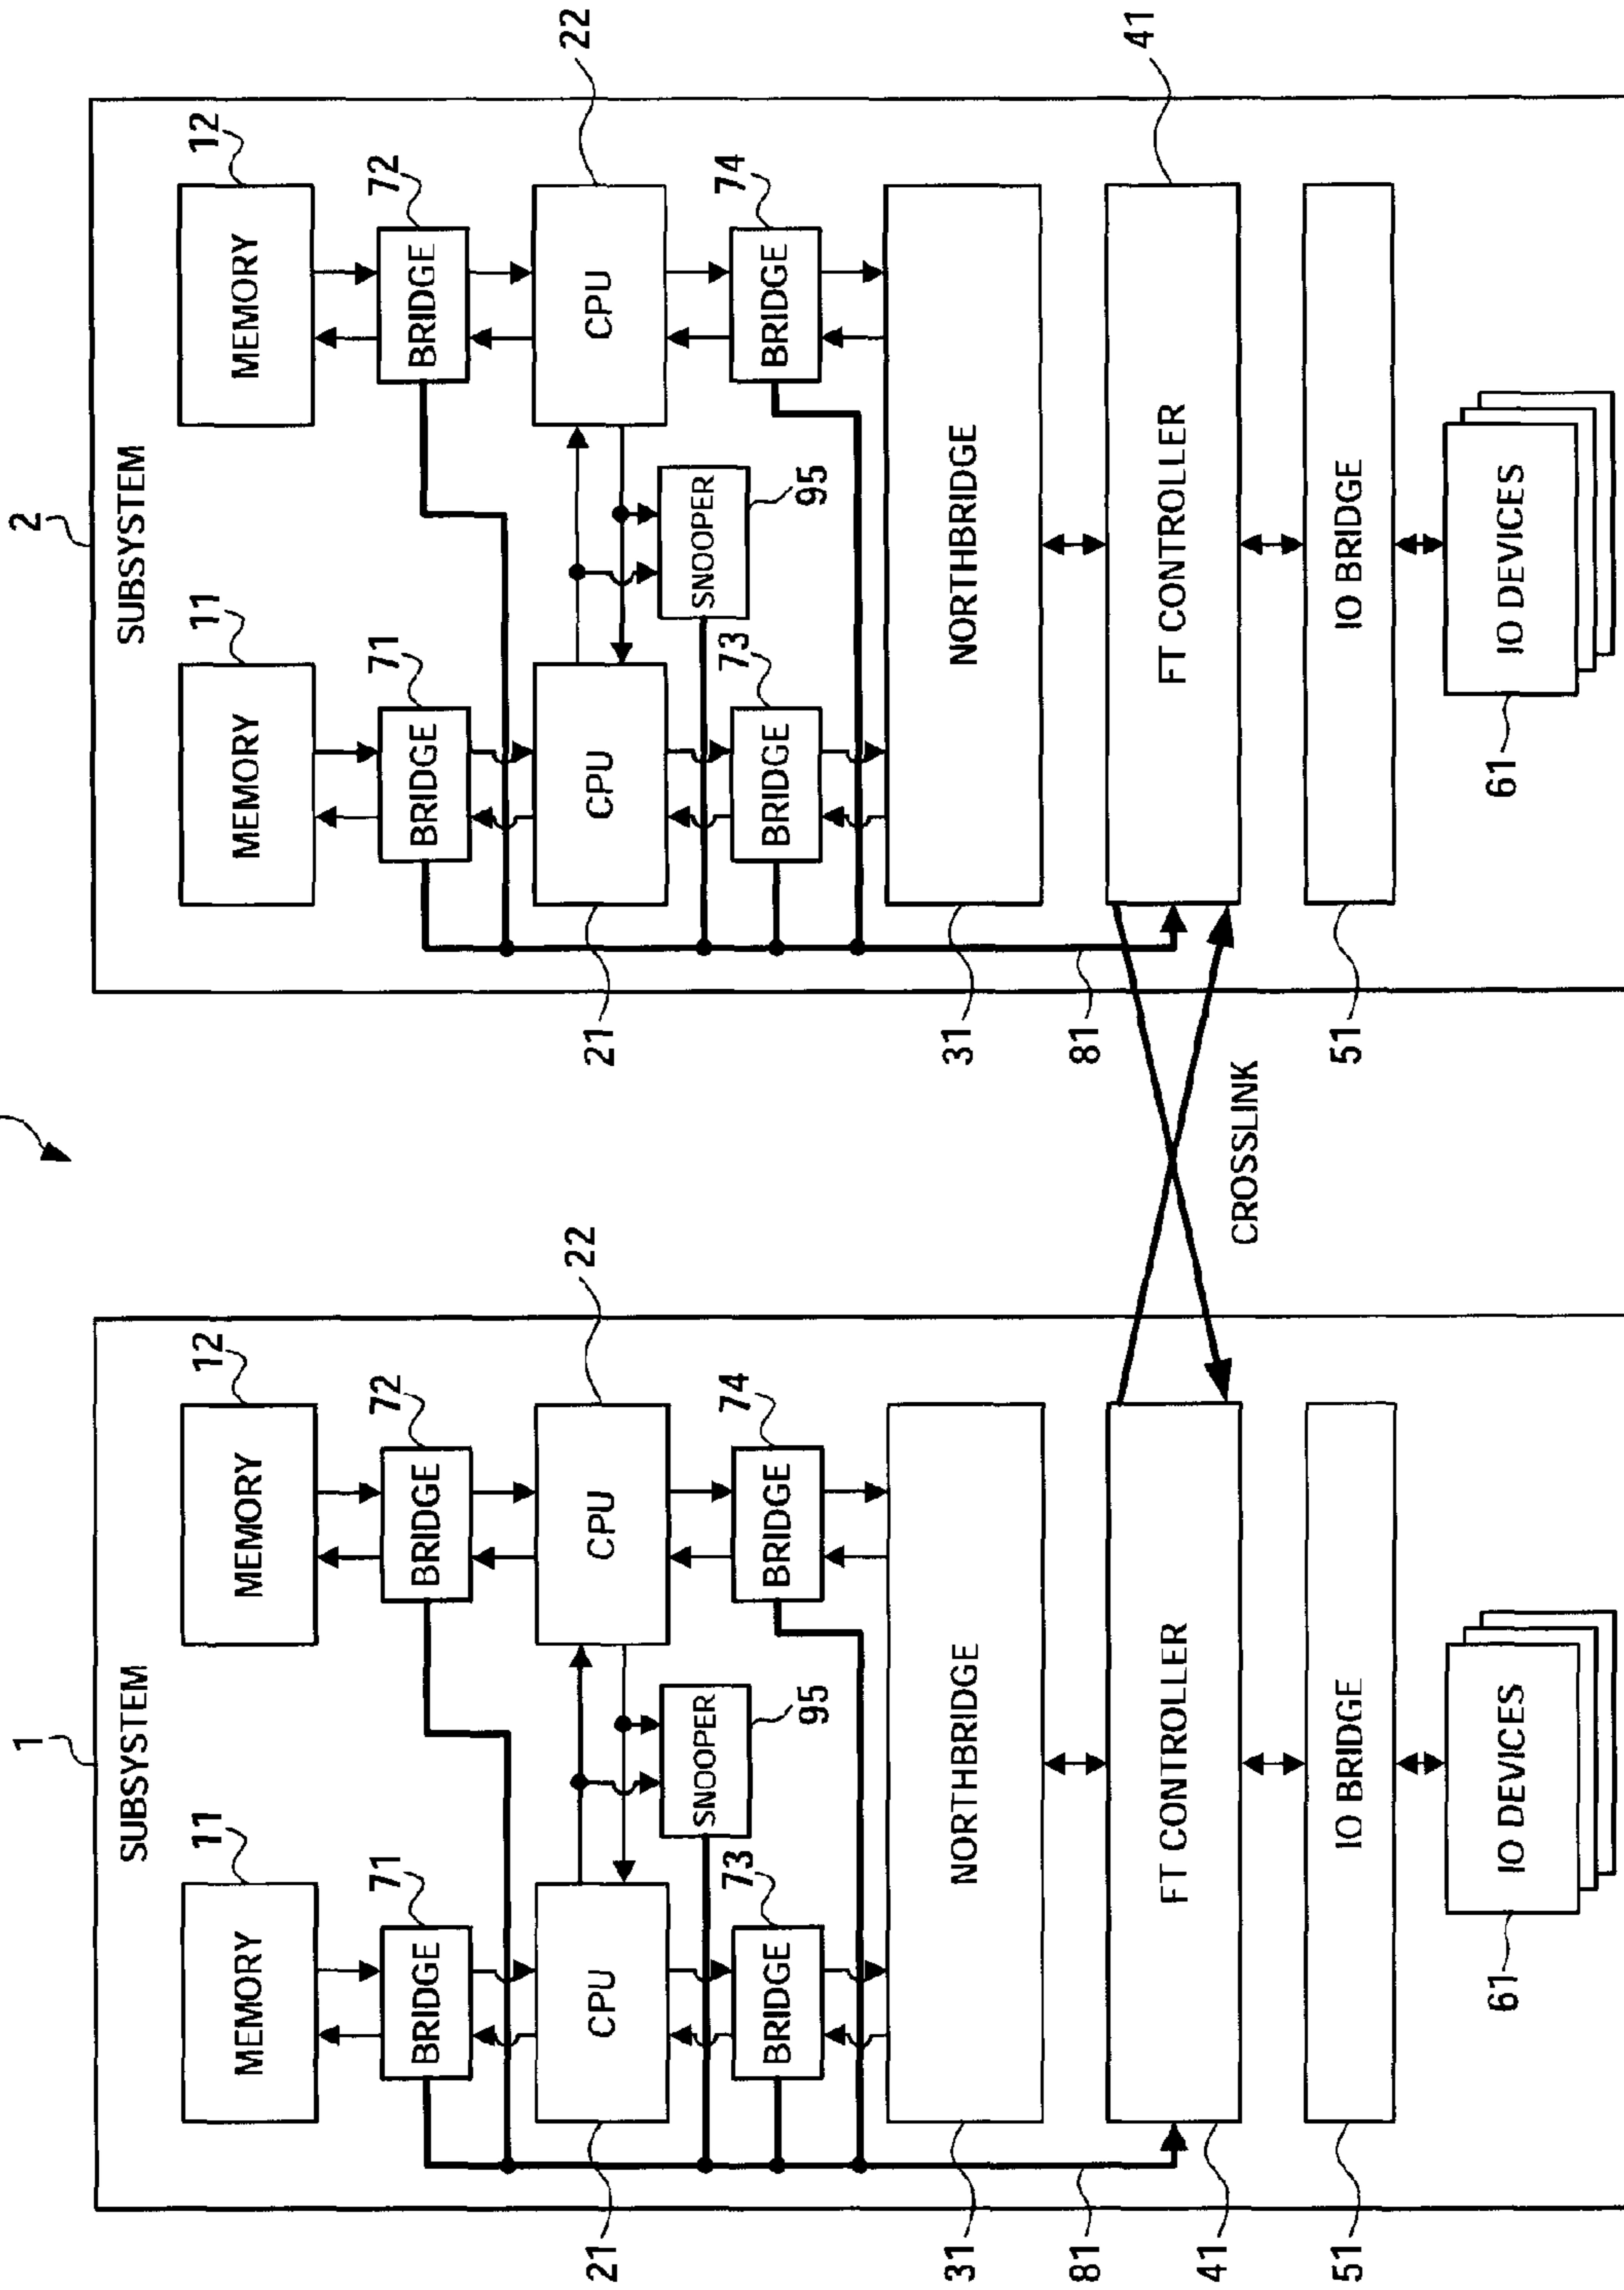 1
SUBSYSTEM
11
12
MEMORY
MEMORY
71
72
BRIDGE
BRIDGE
21
22
CPU
CPU
SNOOPER
95
73
74
BRIDGE
BRIDGE
31
NORTHBRIDGE
81
41
FT CONTROLLER
51
IO BRIDGE
61
IO DEVICES
CROSSLINK
2
SUBSYSTEM
11
12
MEMORY
MEMORY
71
72
BRIDGE
BRIDGE
21
22
CPU
CPU
SNOOPER
95
73
74
BRIDGE
BRIDGE
31
NORTHBRIDGE
81
41
FT CONTROLLER
51
IO BRIDGE
61
IO DEVICES